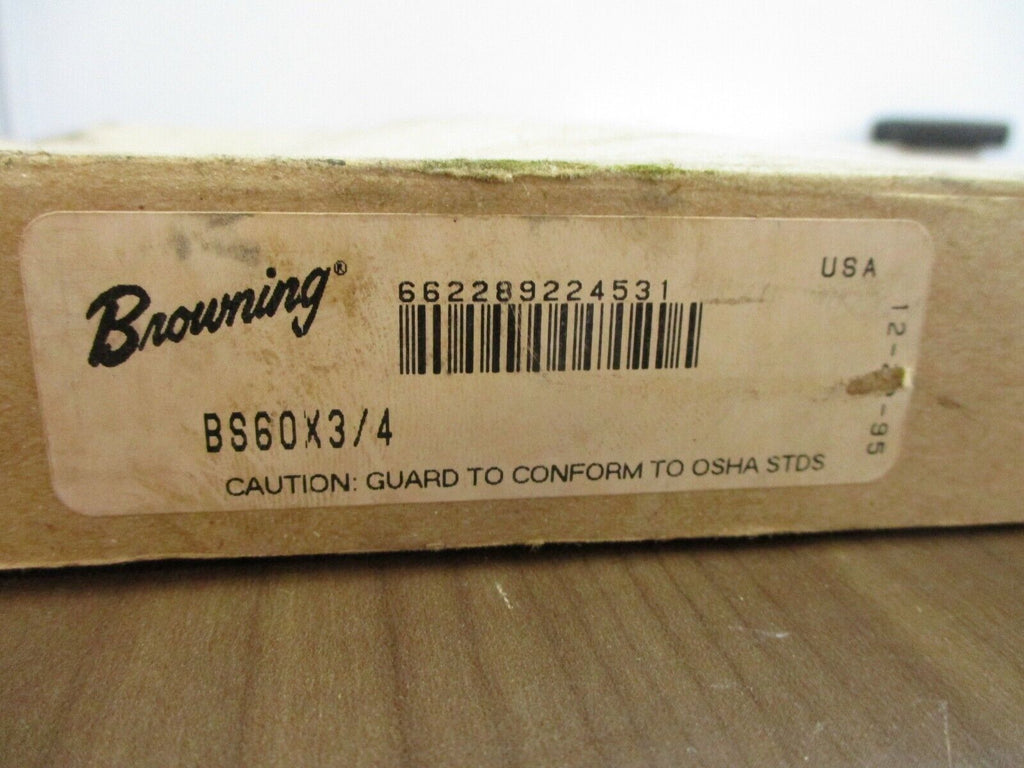 Browning®
662289224531
USA
BS60X3/4
CAUTION: GUARD TO CONFORM TO OSHA STDS